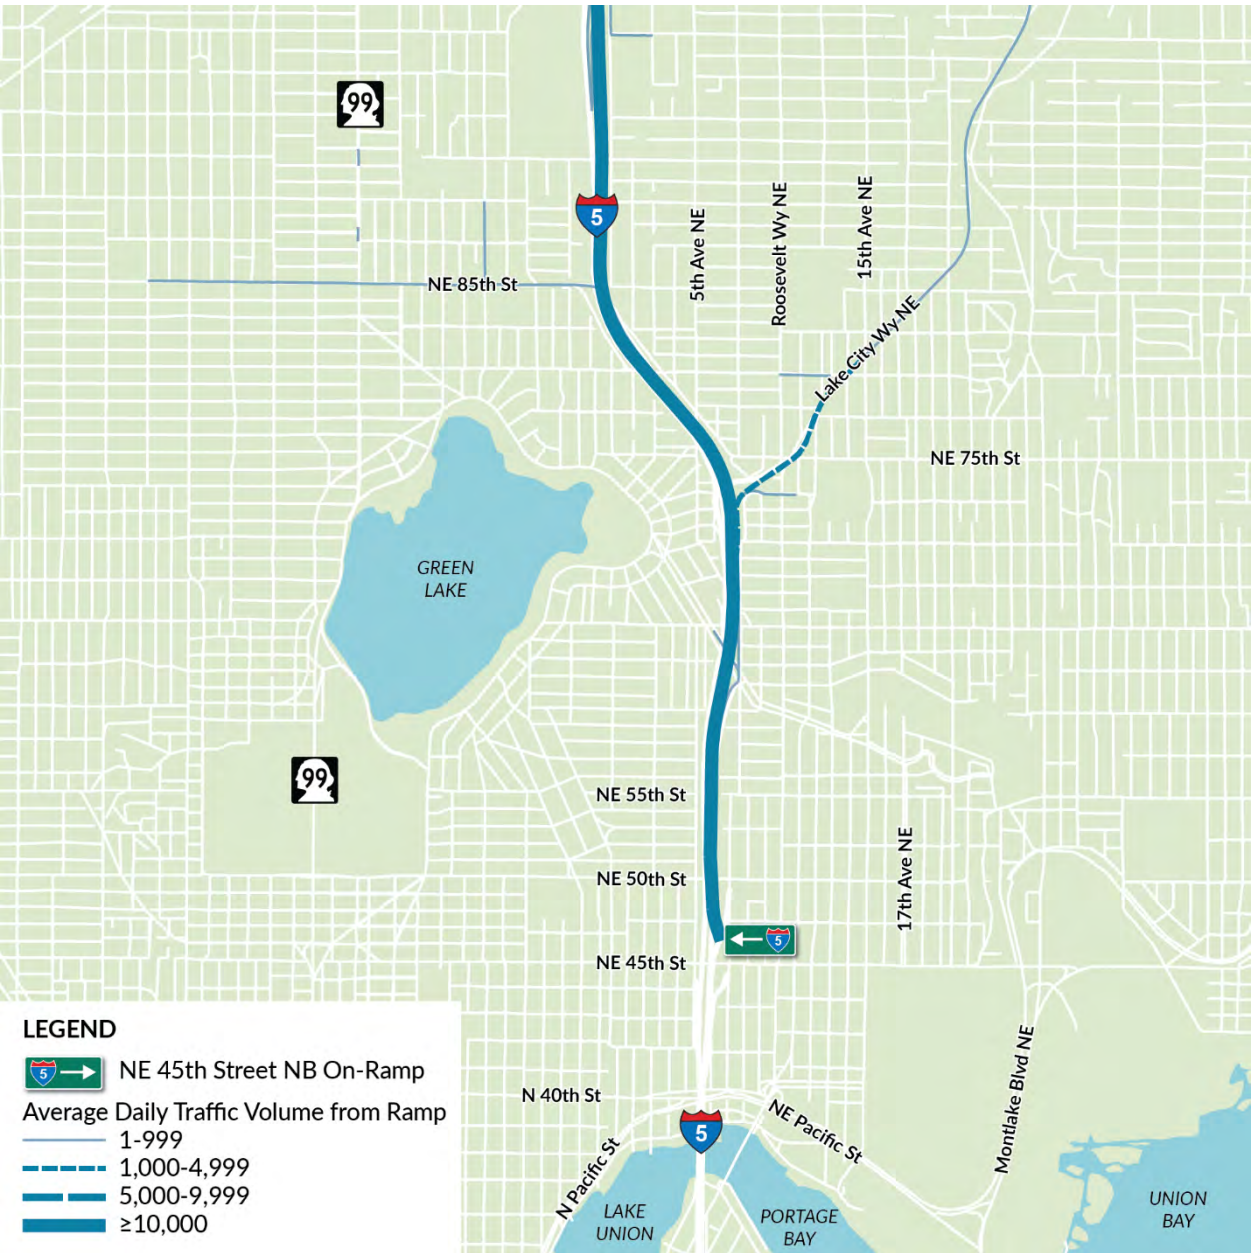 99
5
5th Ave NE
Roosevelt Wy NE
15th Ave NE
NE 85th St
Lake City Wy NE
NE 75th St
GREEN
LAKE
99
NE 55th St
NE 50th St
17th Ave NE
5
NE 45th St
LEGEND
5
NE 45th Street NB On-Ramp
Average Daily Traffic Volume from Ramp
1-999
1,000-4,999
5,000-9,999
≥10,000
N 40th St
5
NE Pacific St
N Pacific St
Montlake Blvd NE
LAKE
UNION
PORTAGE
BAY
UNION
BAY